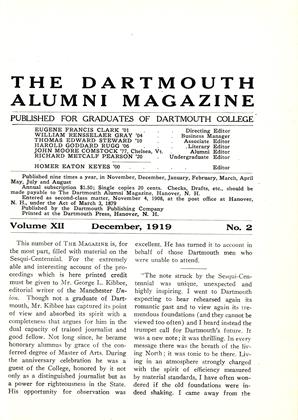 THE DARTMOUTH
ALUMNI MAGAZINE
PUBLISHED FOR GRADUATES OF DARTMOUTH COLLEGE
EUGENE FRANCIS CLARK '01 Directing Editor
WILLIAM RENSSELAER GRAY '04 Business Manager
THOMAS EDWARD STEWARD '13 Associate Editor
HAROLD GODDARD RUGG '06 Literary Editor
JOHN MOORE COMSTOCK '77, Chelsea, Vt. Alumni Editor
RICHARD METCALF PEARSON '20 Undergraduate Editor
HOMER EATON KEYES '00 Editor
Published nine times a year, in November, December, January, February, March, April
May, July and August
Annual subscription $1.50; Single copies 20 cents. Checks, Drafts, etc., should be
made payable to The Dartmouth Alumni Magazine, Hanover, N. H.
Entered as second-matter, November 4, 1908, at the post office at Hanover,
N. H., under the Act of March 3, 1879
Published by the Dartmouth Publishing Company
Printed at the Dartmouth Press, Hanover, N. H.
Volume XII December, 1919 No. 2
This number of THE MAGAZINE is, for
the most part, filled with material on the
Sesqui-Centennial. For the extremely
able and interesting account of the pro-
ceedings which is here printed credit
must be given to Mr. George L. Kibbee,
editorial writer of the Manchester Un-
ion. Though not a graduate of Dart-
mouth, Mr. Kibbee has captured its point
of view and absorbed its spirit with a
completeness that argues for him in the
dual capacity of trained journalist and
good fellow. Not long since, he became
honorary alumnus by grace of the con-
ferred degree of Master of Arts. During
the anniversary celebration he was a
guest of the College, honored by it not
only as a distinguished journalist but as
a power for righteousness in the State.
His opportunity for observation was
excellent. He has turned it to account in
behalf of those Dartmouth men who
were unable to attend.
"The note struck by the Sesqui-Cen-
tennial was unique, unexpected and
highly inspiring. I went to Dartmouth
expecting to hear rehearsed again its
romantic past and to view again its re-
mendous foundations (and they cannot be
viewed too often) and I heard instead the
trumpet call for Dartmouth's future. It
was a new note; it was thrilling. In every
message there was the breath of the liv-
ing North; it was tonic to be there. Liv-
ing in an atmosphere strongly charged
with the spirit of efficiency measured
by material standards, I have often won-
dered if the old foundations were in-
deed shaking. I came away from the